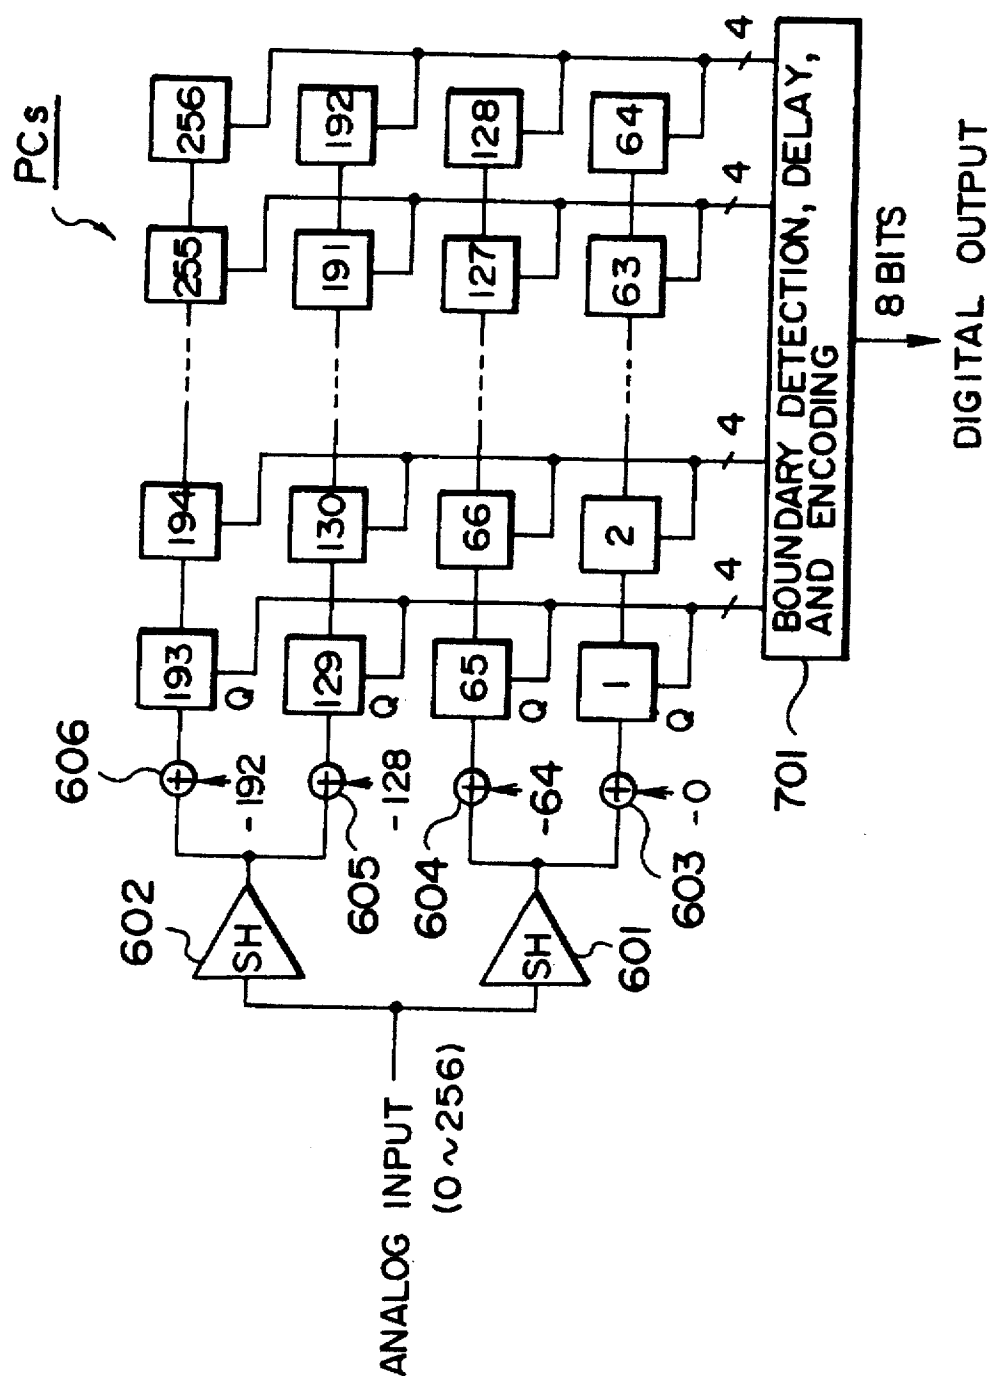 PCs
606
602
193 194 255 256
Q
-192
SH
129 130 191 192
605
Q
-128
ANALOG INPUT
(0~256)
604
65 66 127 128
Q
-64
SH
1 2 63 64
601
Q
603
-0
4 4 4 4
701
BOUNDARY DETECTION, DELAY,
AND ENCODING
8 BITS
DIGITAL OUTPUT